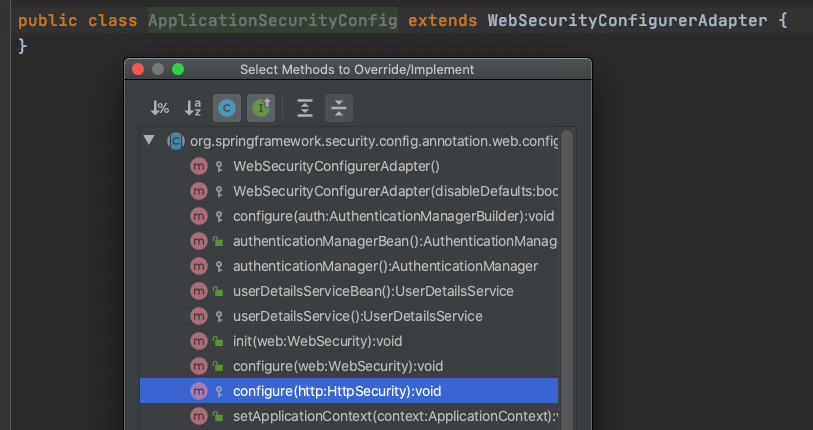 public class ApplicationSecurityConfig extends WebSecurityConfigurerAdapter {
}
Select Methods to Override/Implement
org.springframework.security.config.annotation.web.config
WebSecurityConfigurerAdapter()
WebSecurityConfigurerAdapter(disableDefaults:boo
configure(auth:AuthenticationManagerBuilder):void
authenticationManagerBean():AuthenticationManag
authenticationManager():AuthenticationManager
userDetailsServiceBean():UserDetailsService
userDetailsService():UserDetailsService
init(web:WebSecurity):void
configure(web:WebSecurity):void
configure(http:HttpSecurity):void
setApplicationContext(context:ApplicationContext):